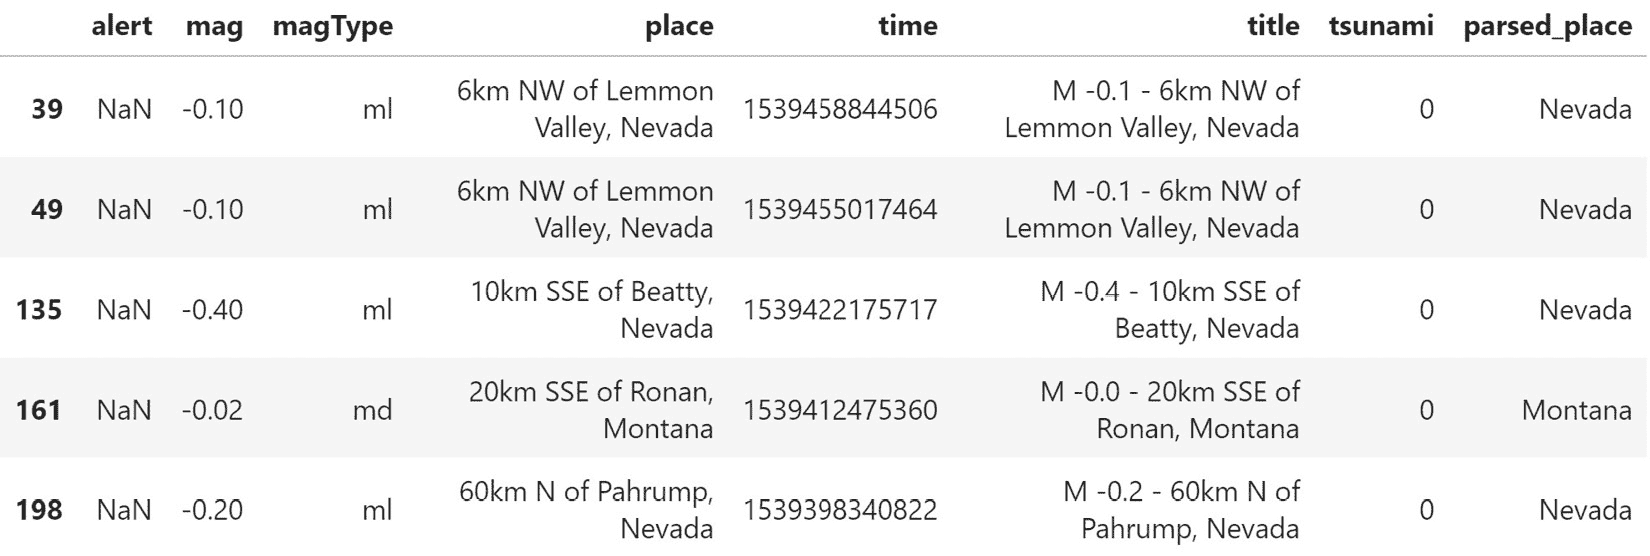 alert mag magType place time title tsunami parsed_place
39 NaN -0.10 ml 6km NW of Lemmon Valley, Nevada 1539458844506 M -0.1 - 6km NW of Lemmon Valley, Nevada 0 Nevada
49 NaN -0.10 ml 6km NW of Lemmon Valley, Nevada 1539455017464 M -0.1 - 6km NW of Lemmon Valley, Nevada 0 Nevada
135 NaN -0.40 ml 10km SSE of Beatty, Nevada 1539422175717 M -0.4 - 10km SSE of Beatty, Nevada 0 Nevada
161 NaN -0.02 md 20km SSE of Ronan, Montana 1539412475360 M -0.0 - 20km SSE of Ronan, Montana 0 Montana
198 NaN -0.20 ml 60km N of Pahrump, Nevada 1539398340822 M -0.2 - 60km N of Pahrump, Nevada 0 Nevada